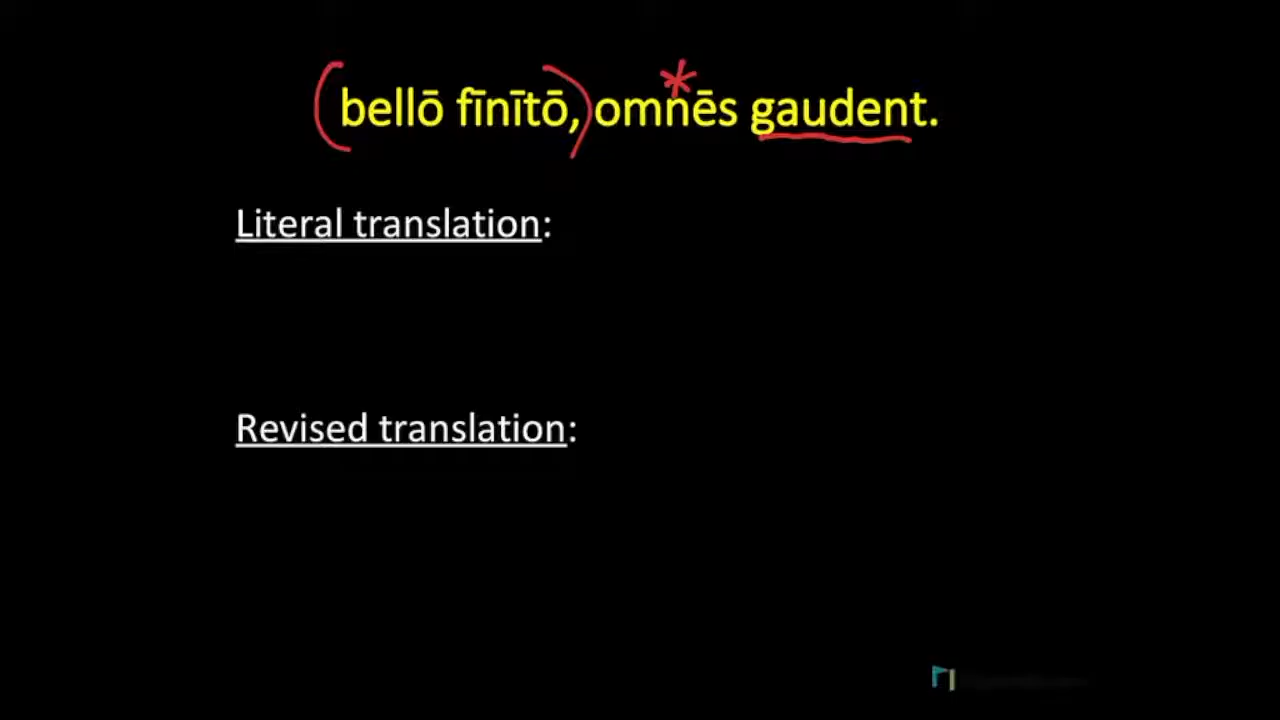 bellō fīnītō, omnēs gaudent.
Literal translation:
Revised translation: